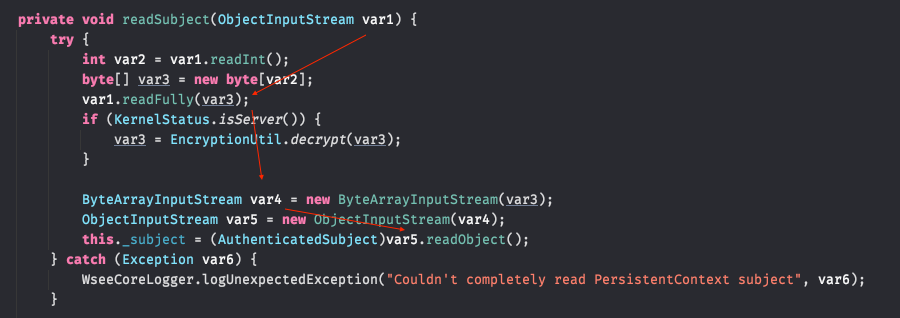 private void readSubject(ObjectInputStream var1) {
    try {
        int var2 = var1.readInt();
        byte[] var3 = new byte[var2];
        var1.readFully(var3);
        if (KernelStatus.isServer()) {
            var3 = EncryptionUtil.decrypt(var3);
        }

        ByteArrayInputStream var4 = new ByteArrayInputStream(var3);
        ObjectInputStream var5 = new ObjectInputStream(var4);
        this._subject = (AuthenticatedSubject)var5.readObject();
    } catch (Exception var6) {
        WseeCoreLogger.logUnexpectedException("Couldn't completely read PersistentContext subject", var6);
    }